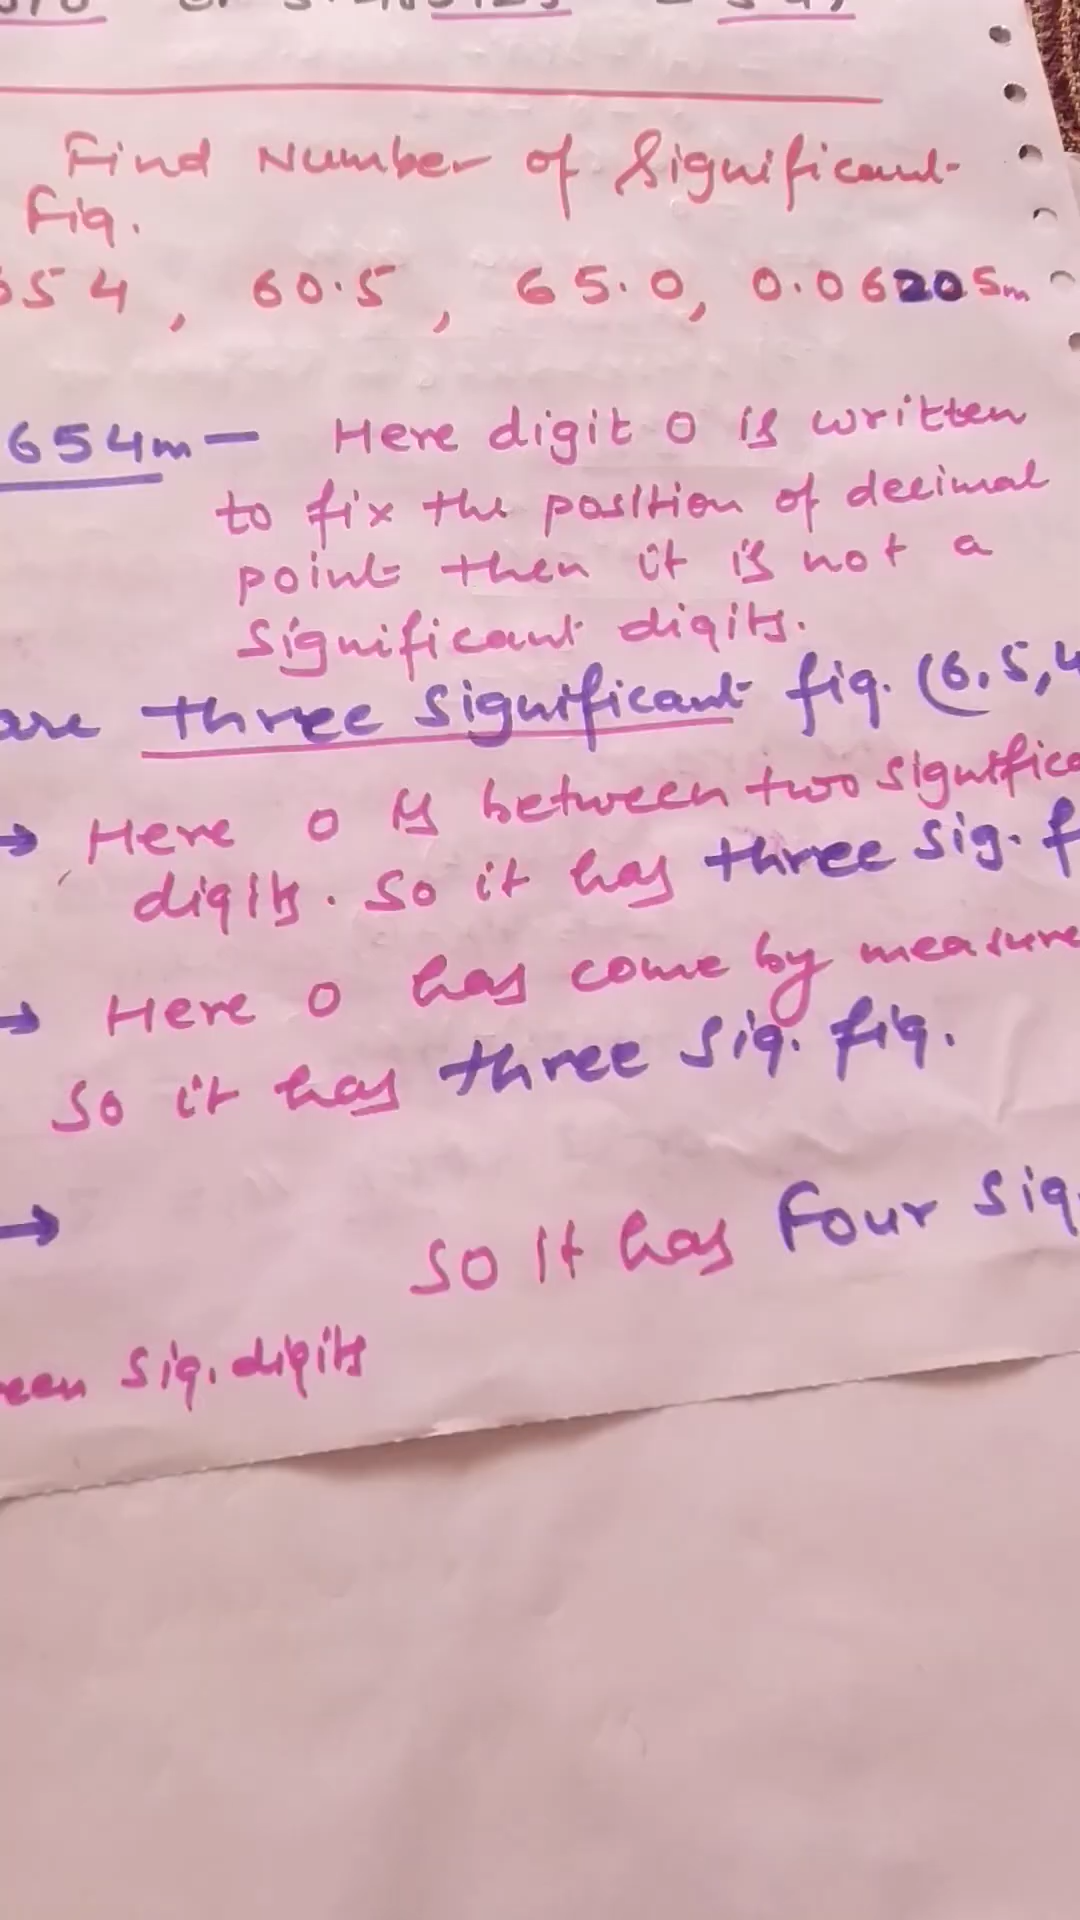 Find Number of Significant
Fig.
54 , 60.5 , 65.0, 0.06205m
654m — Here digit 0 is written
to fix the position of decimal
point then it is not a
Significant digits.
are three significant fig. (6,5,4
→ Here 0 is between two significa
digits. So it has three sig. f
→ Here 0 has come by measure
So it has three sig. fig.
→
So it has Four sig.
een sig. digits